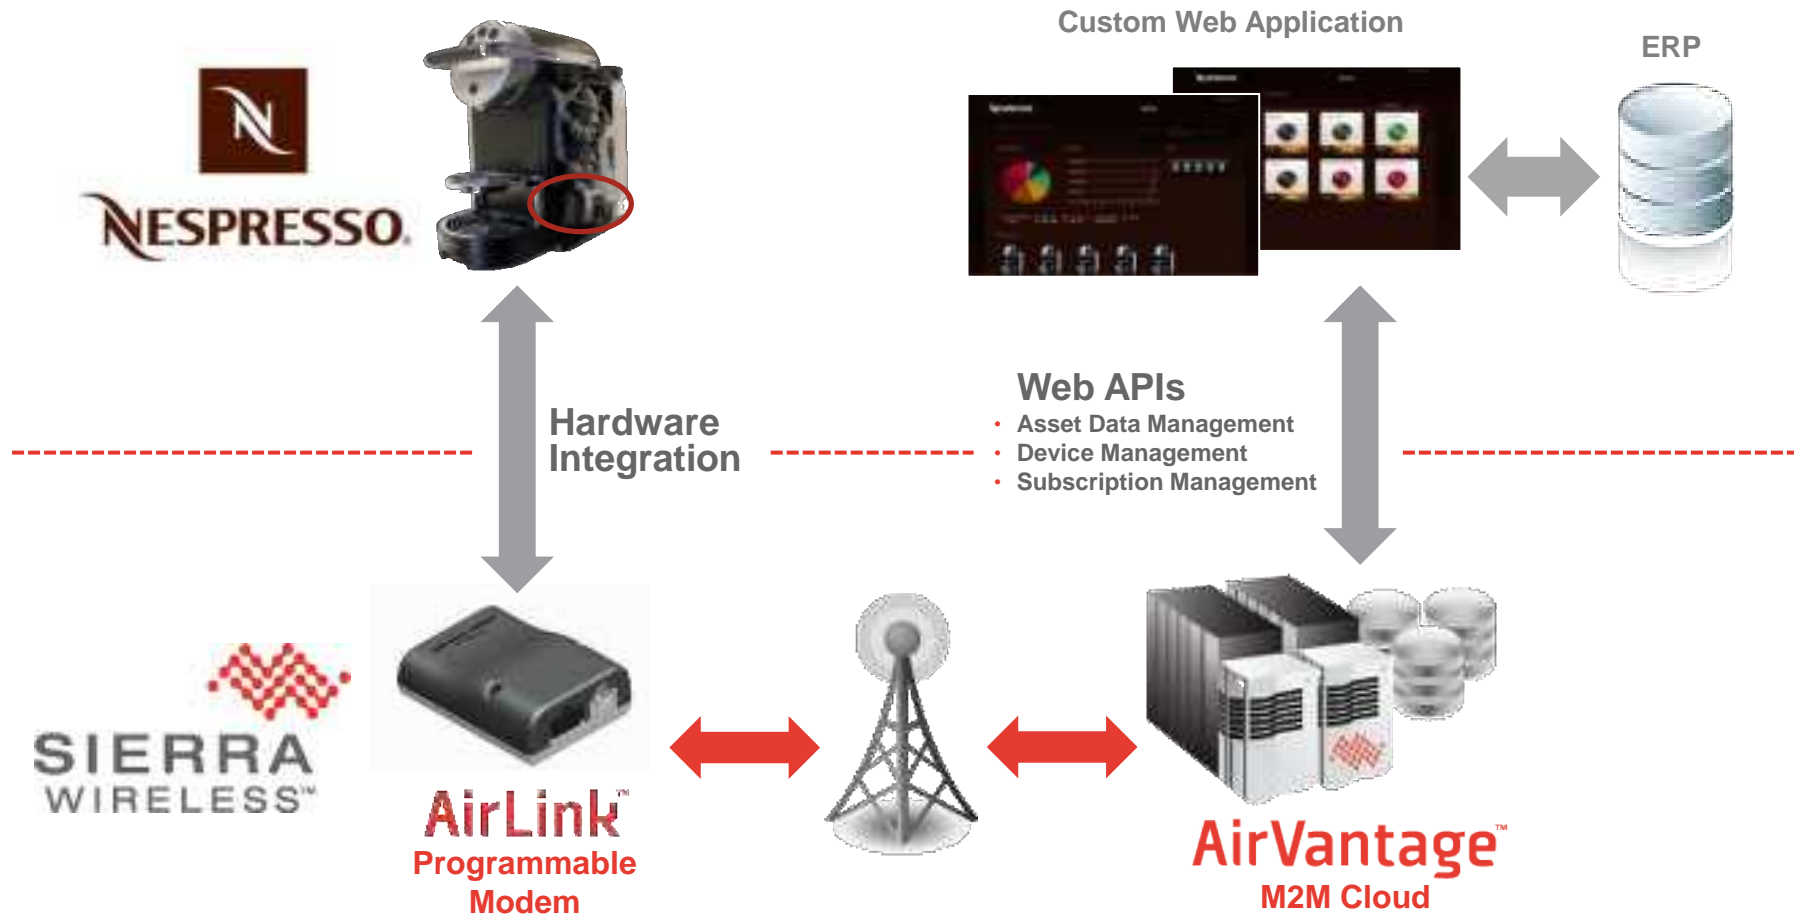 Custom Web Application
ERP
N
NESPRESSO.
Web APIs
• Asset Data Management
• Device Management
• Subscription Management
Hardware
Integration
SIERRA
WIRELESS™
AirLink™
Programmable
Modem
AirVantage™
M2M Cloud